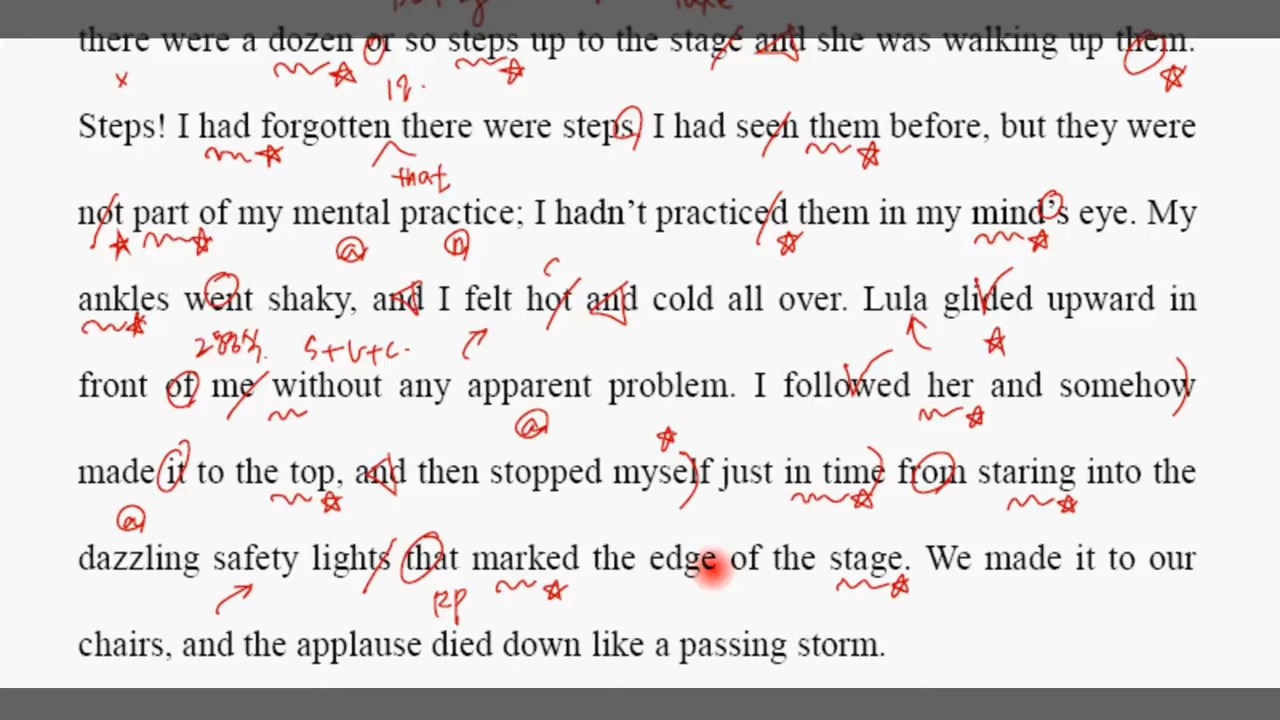 there were a dozen or so steps up to the stage and she was walking up them.
Steps! I had forgotten there were steps, I had seen them before, but they were
that
not part of my mental practice; I hadn't practiced them in my mind's eye. My
a n
ankles went shaky, and I felt hot and cold all over. Lula glided upward in
S+V+C.
front of me without any apparent problem. I followed her and somehow
a
made it to the top, and then stopped myself just in time from staring into the
a
dazzling safety lights that marked the edge of the stage. We made it to our
rp
chairs, and the applause died down like a passing storm.